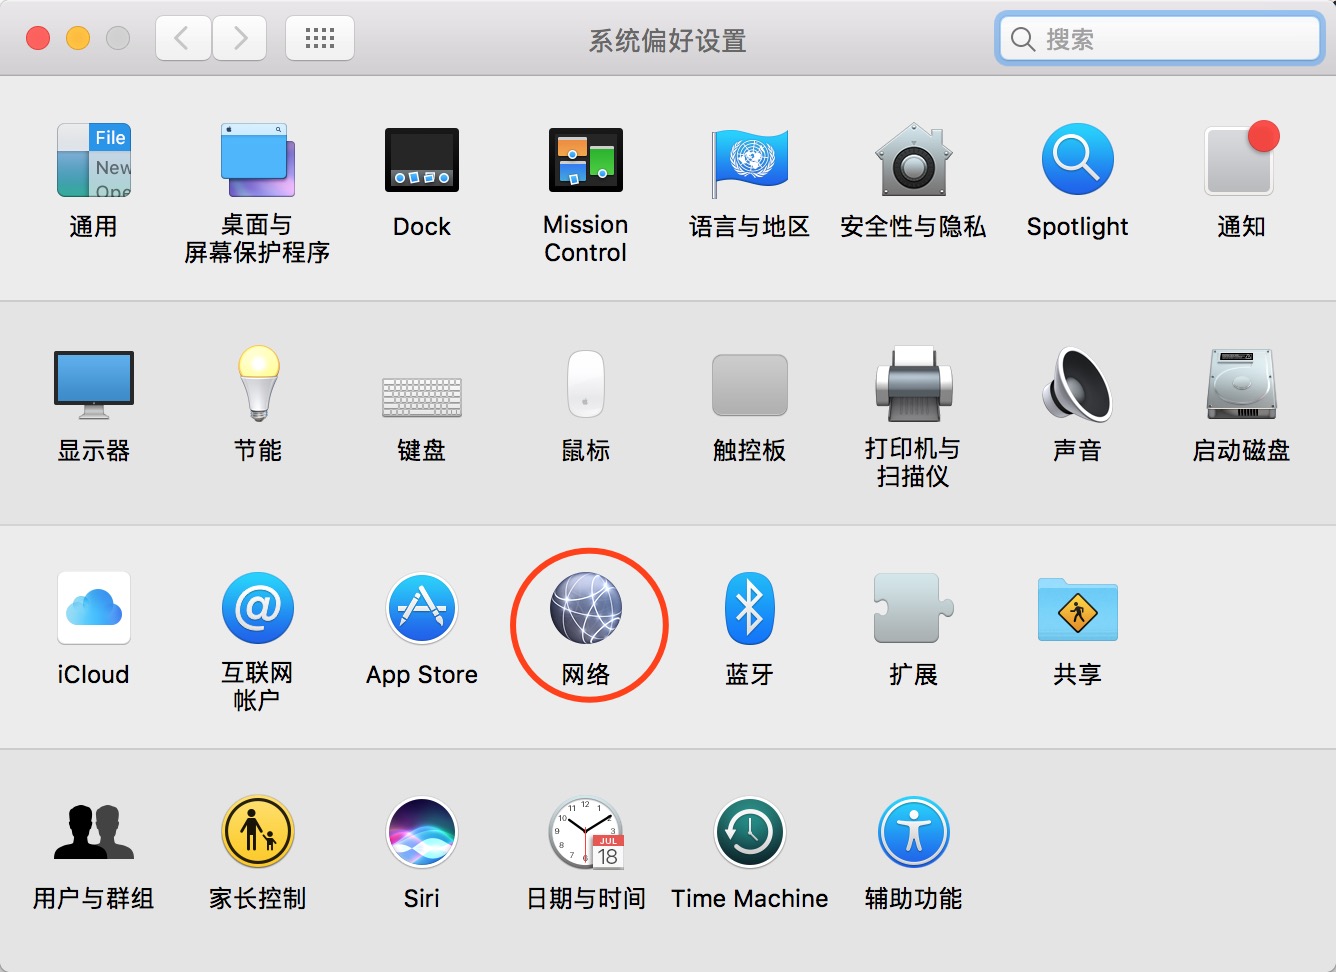 系统偏好设置
搜索
File
New
Ope
通用
桌面与
屏幕保护程序
Dock
Mission
Control
语言与地区
安全性与隐私
Spotlight
通知
显示器
节能
键盘
鼠标
触控板
打印机与
扫描仪
声音
启动磁盘
iCloud
互联网
帐户
App Store
网络
蓝牙
扩展
共享
用户与群组
家长控制
Siri
JUL
18
日期与时间
Time Machine
辅助功能